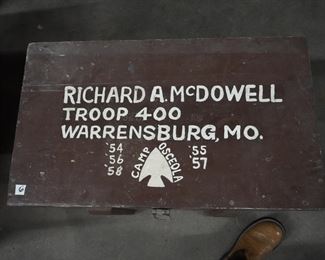 RICHARD A. McDOWELL
TROOP 400
WARRENSBURG, MO.
'54 '55
'56 '57
'58
CAMP OSCEOLA
6